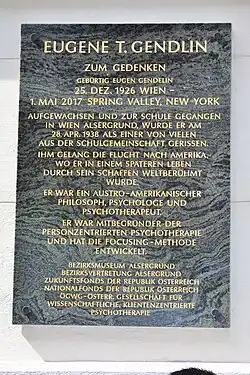 EUGENE T. GENDLIN
ZUM GEDENKEN
GEBÜRTIG EUGEN GENDELIN
25. DEZ. 1926 WIEN –
1. MAI 2017 SPRING VALLEY, NEW YORK
AUFGEWACHSEN UND ZUR SCHULE GEGANGEN
IN WIEN ALSERGRUND, WURDE ER AM
28. APR. 1938 ALS EINER VON VIELEN
AUS DER SCHULGEMEINSCHAFT GERISSEN.
IHM GELANG DIE FLUCHT NACH AMERIKA,
WO ER IN EINEM SPÄTEREN LEBEN
DURCH SEIN SCHAFFEN WELTBERÜHMT
WURDE.
ER WAR EIN AUSTRO-AMERIKANISCHER
PHILOSOPH, PSYCHOLOGE UND
PSYCHOTHERAPEUT.
ER WAR MITBEGRÜNDER DER
PERSONZENTRIERTEN PSYCHOTHERAPIE
UND HAT DIE FOCUSING-METHODE
ENTWICKELT.
BEZIRKSMUSEUM ALSERGRUND
BEZIRKSVERTRETUNG ALSERGRUND
ZUKUNFTSFONDS DER REPUBLIK ÖSTERREICH
NATIONALFONDS DER REPUBLIK ÖSTERREICH
ÖGWG-ÖSTERR. GESELLSCHAFT FÜR
WISSENSCHAFTLICHE, KLIENTENZENTRIERTE
PSYCHOTHERAPIE